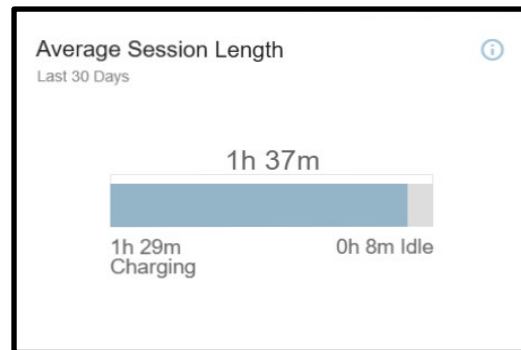 Average Session Length
Last 30 Days
1h 37m
1h 29m
Charging
0h 8m Idle